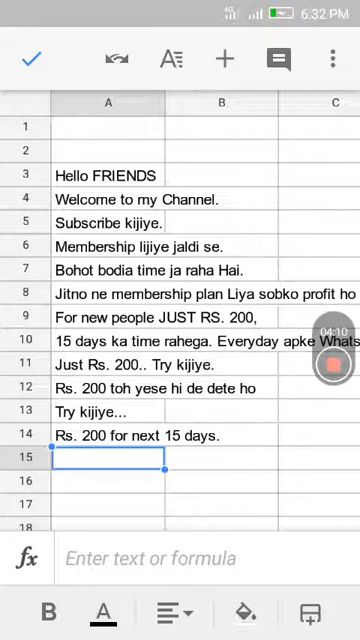 4G 6:32 PM
A B C
1
2
3 Hello FRIENDS
4 Welcome to my Channel.
5 Subscribe kijiye.
6 Membership lijiye jaldi se.
7 Bohot bodia time ja raha Hai.
8 Jitno ne membership plan Liya sobko profit ho
9 For new people JUST RS. 200,
04:10
10 15 days ka time rahega. Everyday apke Whats
11 Just Rs. 200.. Try kijiye.
12 Rs. 200 toh yese hi de dete ho
13 Try kijiye...
14 Rs. 200 for next 15 days.
15
16
17
18
fx Enter text or formula
B A